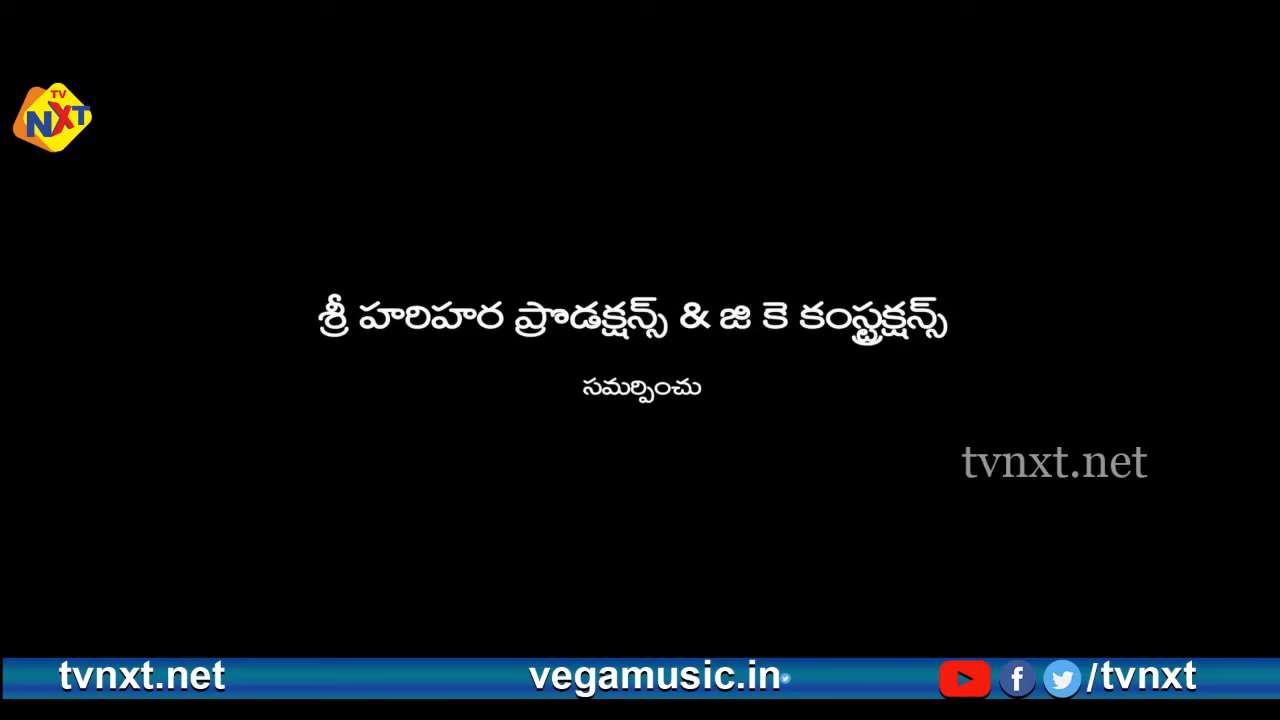 TV
NXT
శ్రీ హరిహర ప్రొడక్షన్స్ & జి కె కంస్ట్రక్షన్స్
సమర్పించు
tvnxt.net
tvnxt.net vegamusic.in /tvnxt